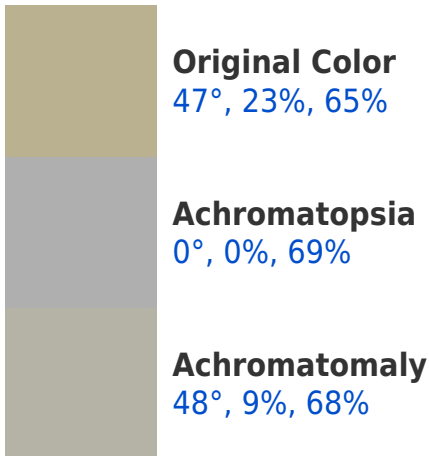 Original Color
47°, 23%, 65%
Achromatopsia
0°, 0%, 69%
Achromatomaly
48°, 9%, 68%